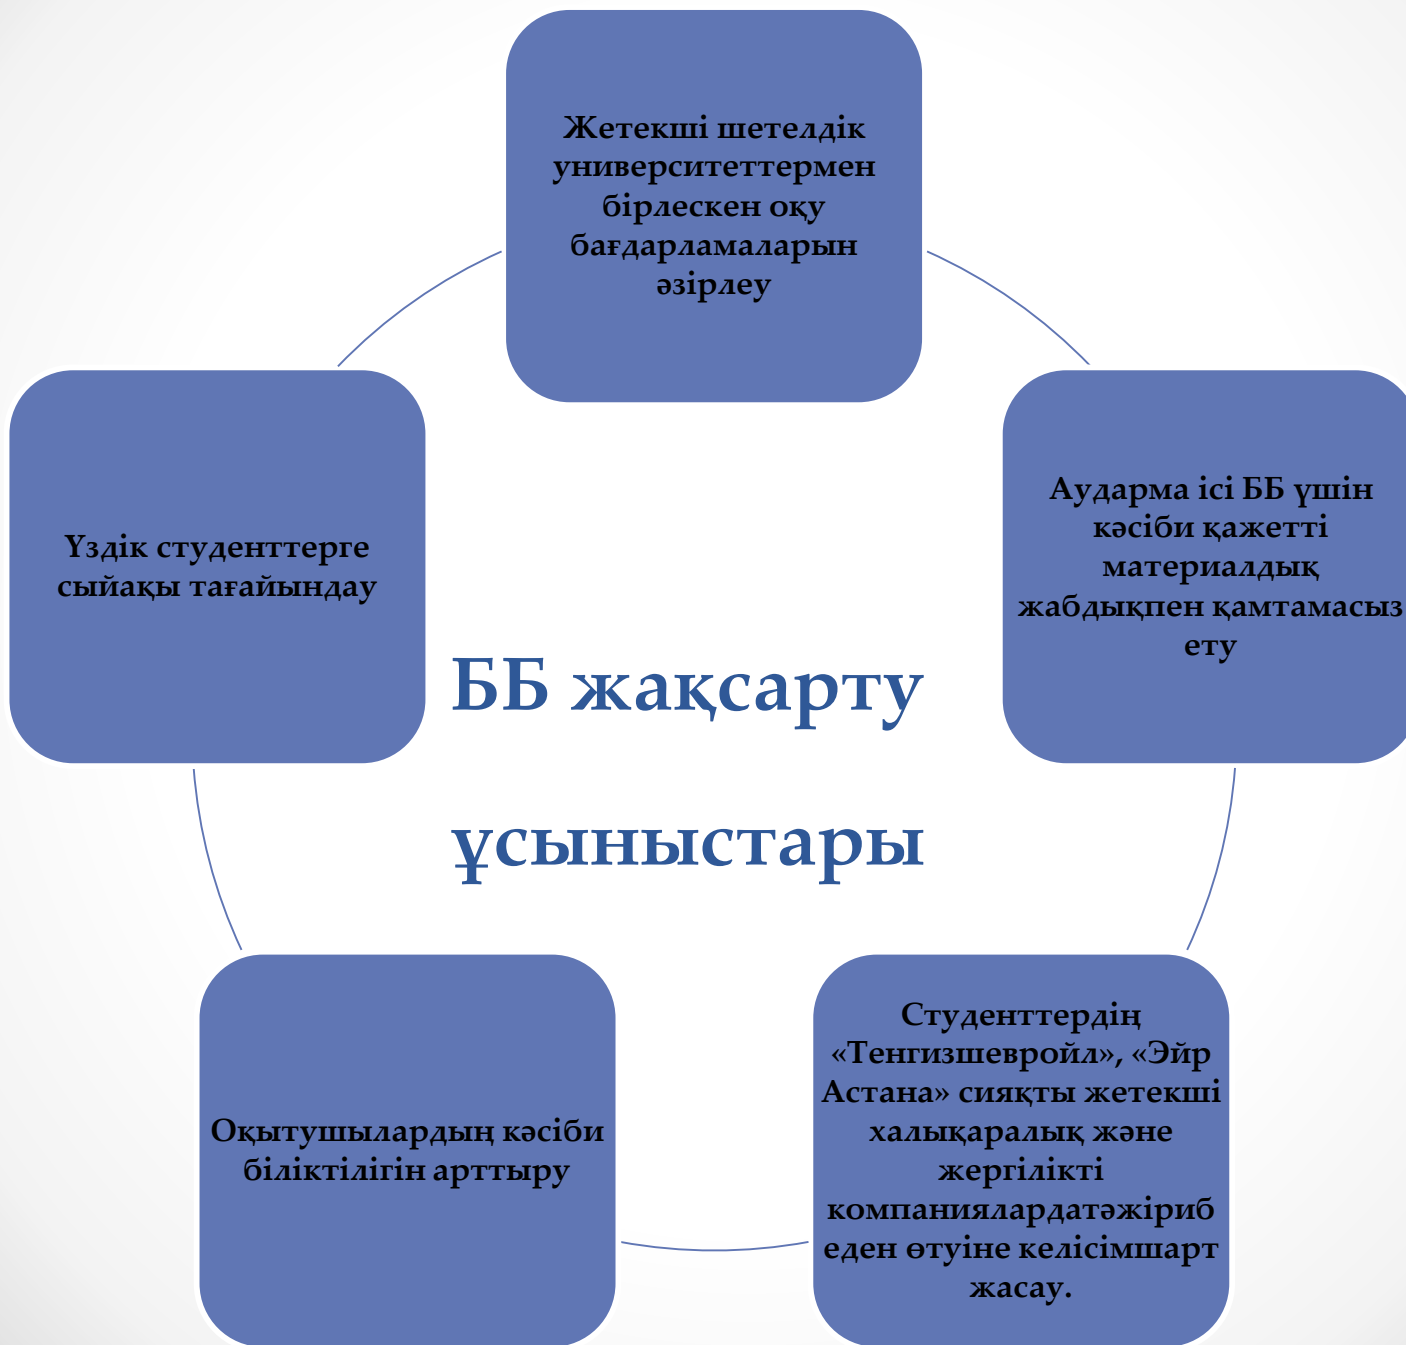 Жетекші шетелдік
университеттермен
бірлескен оқу
бағдарламаларын
әзірлеу
Аударма ісі ББ үшін
кәсіби қажетті
материалдық
жабдықпен қамтамасыз
ету
Студенттердің
«Тенгизшевройл», «Эйр
Астана» сияқты жетекші
халықаралық және
жергілікті
компаниялардатәжіриб
еден өтуіне келісімшарт
жасау.
Оқытушылардың кәсіби
біліктілігін арттыру
Үздік студенттерге
сыйақы тағайындау
ББ жақсарту
ұсыныстары